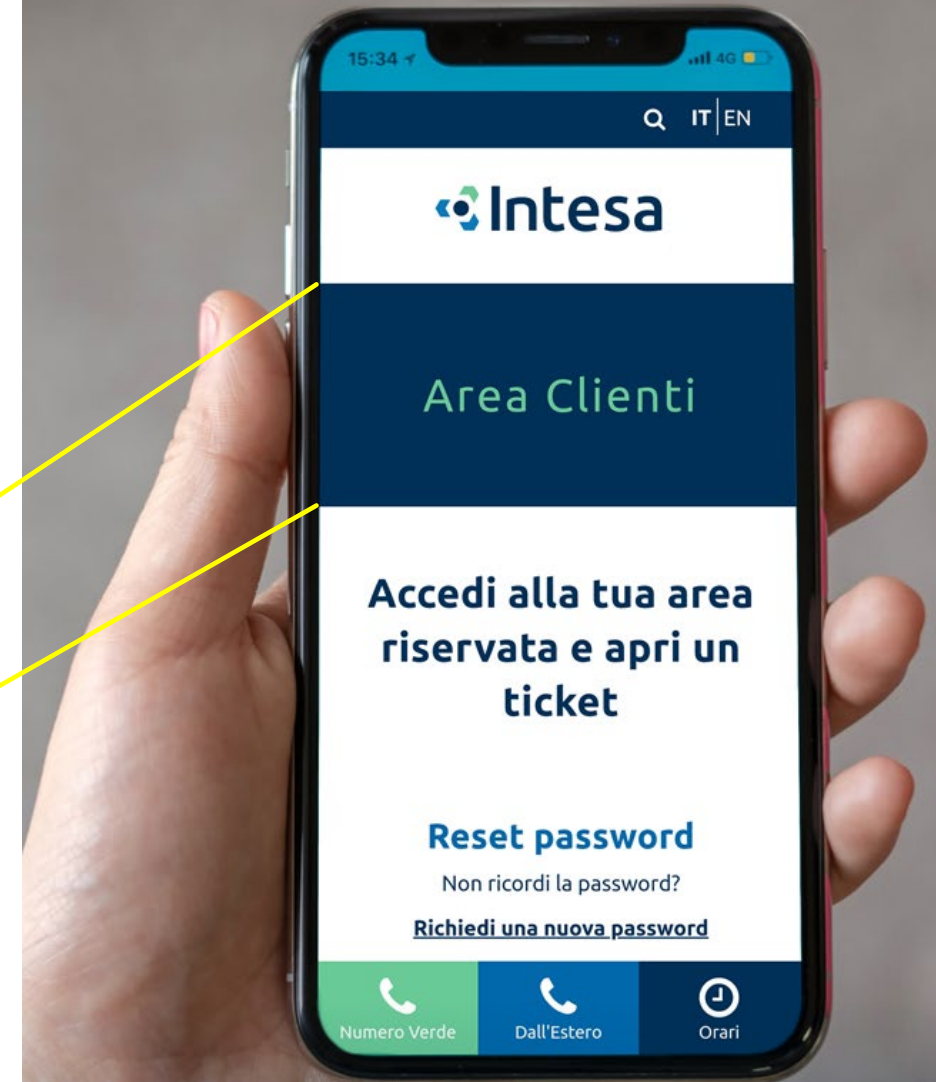 15:34
4G
IT|EN
Intesa
Area Clienti
Accedi alla tua area
riservata e apri un
ticket
Reset password
Non ricordi la password?
Richiedi una nuova password
Numero Verde
Dall'Estero
Orari